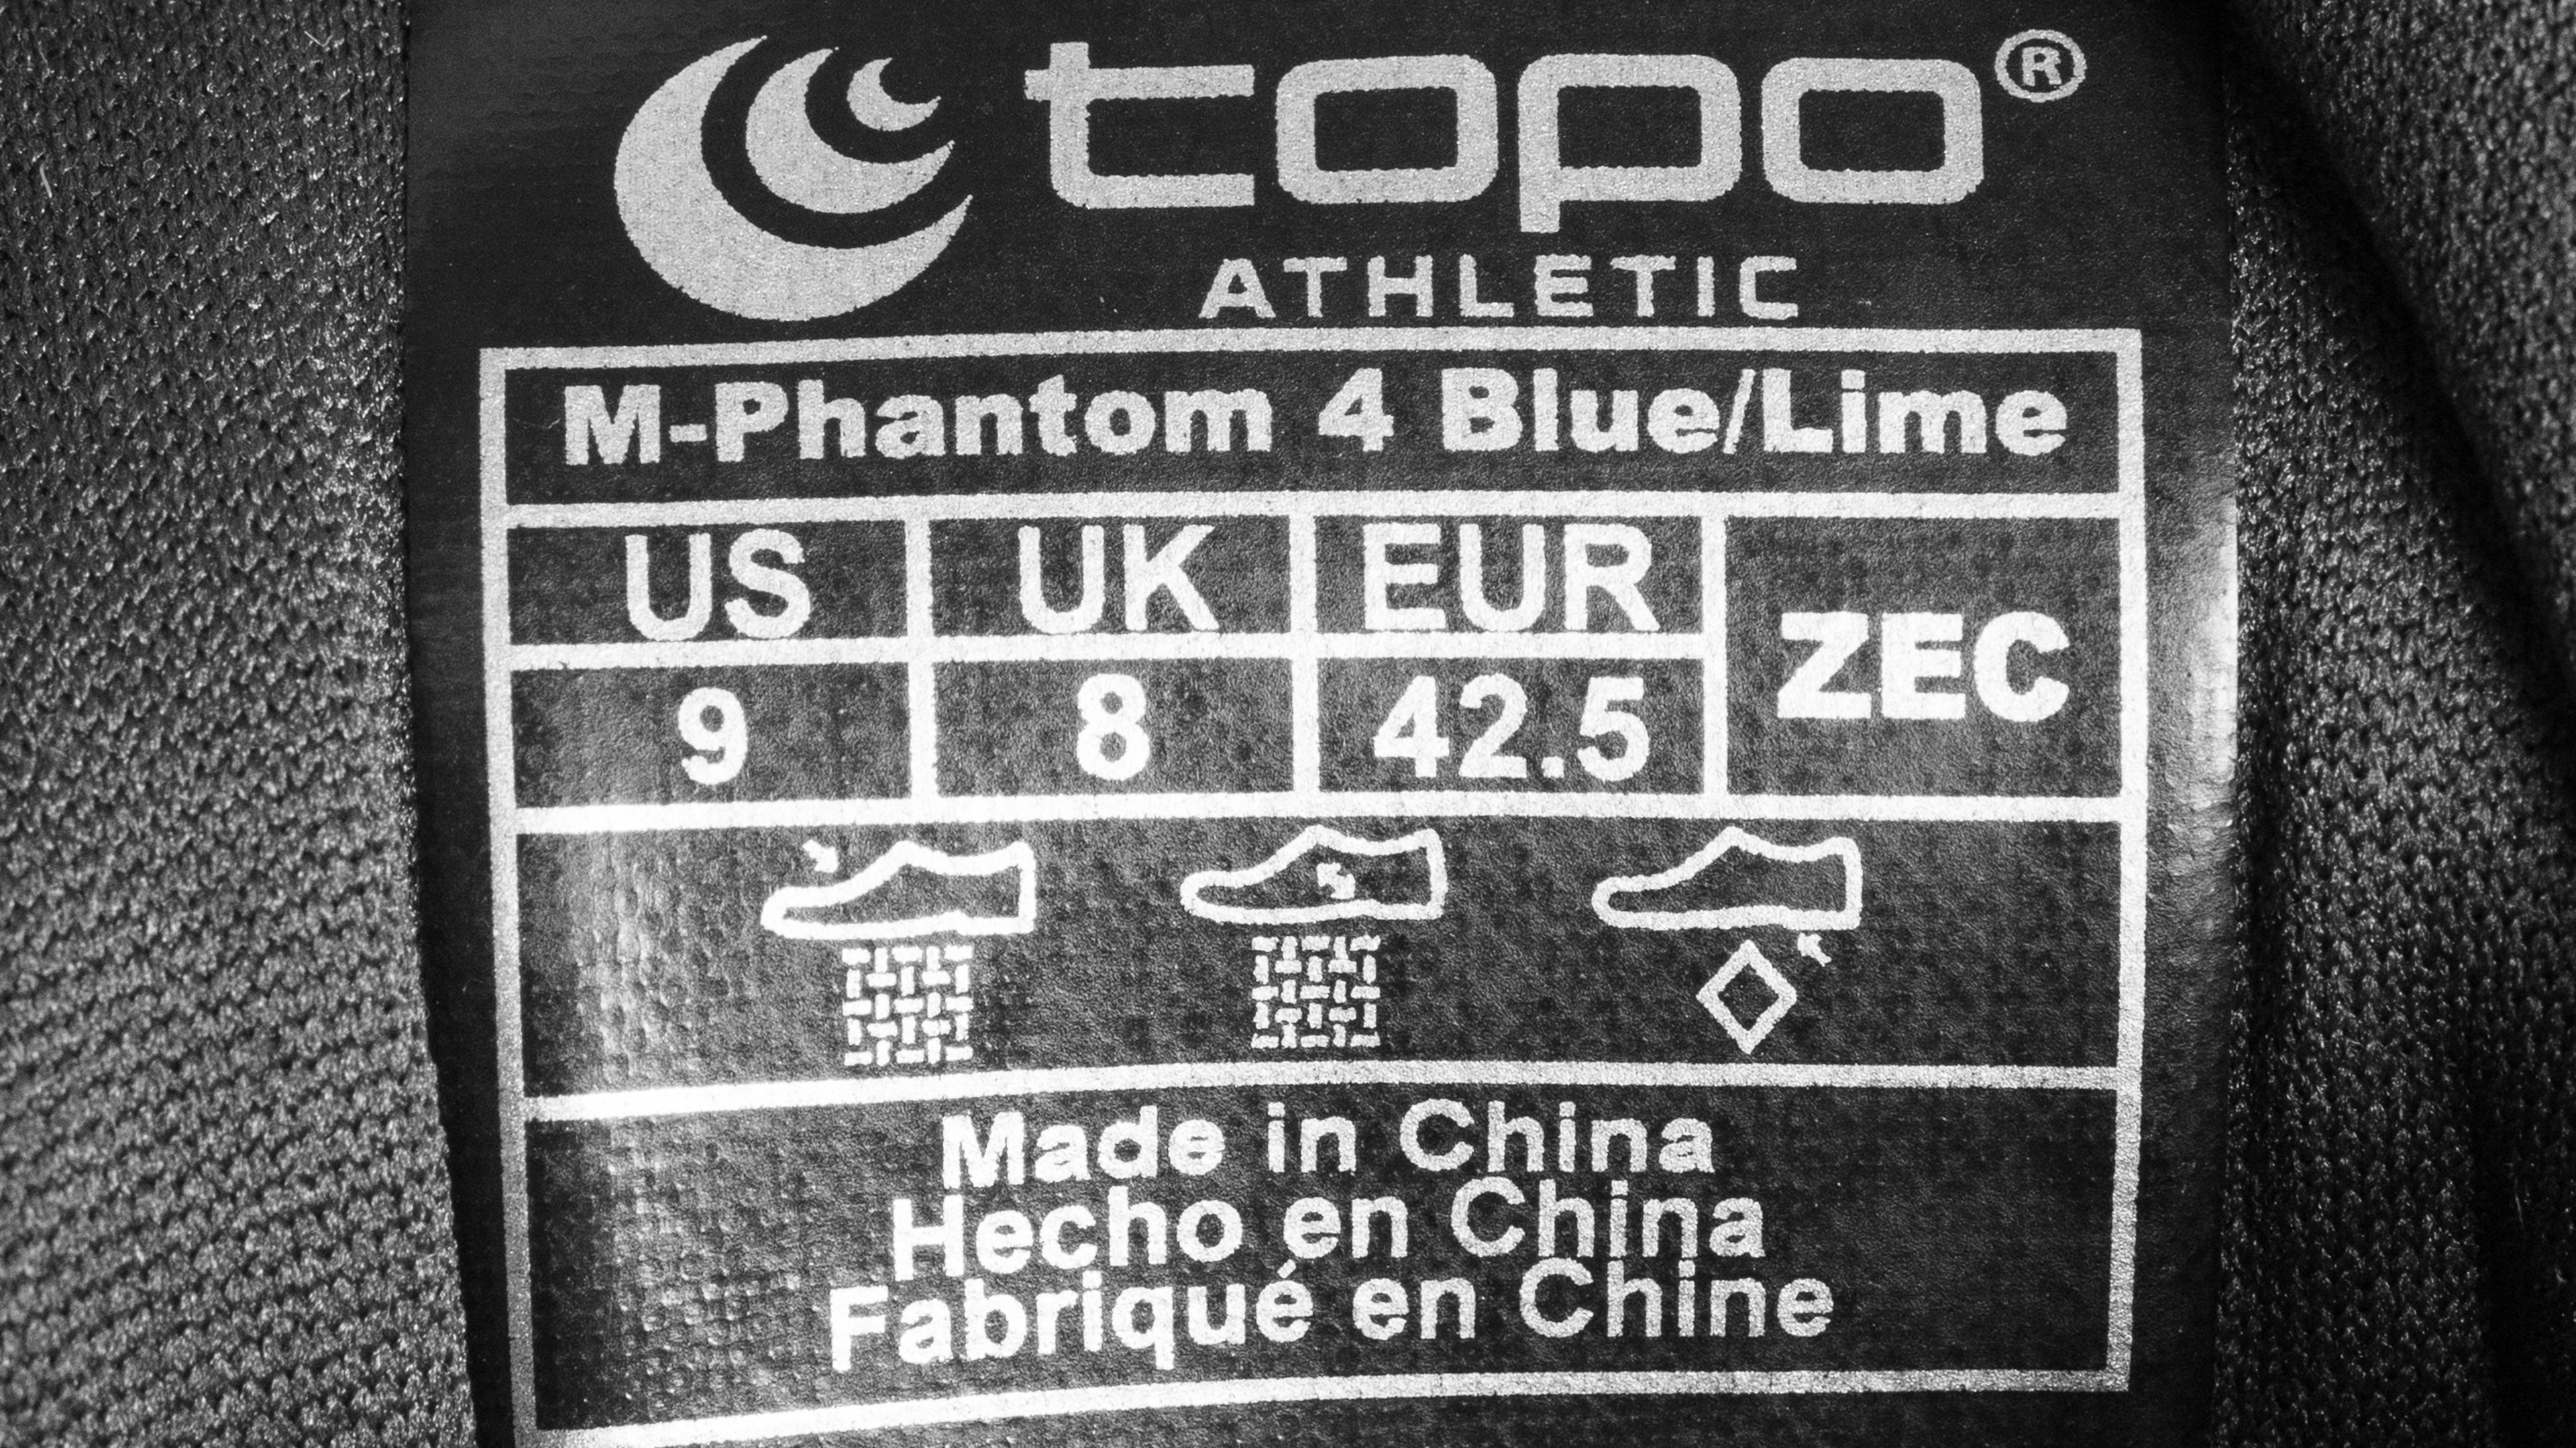 topo®
ATHLETIC
M-Phantom 4 Blue/Lime
US UK EUR
ZEC
9 8 42.5
Made in China
Hecho en China
Fabriqué en Chine